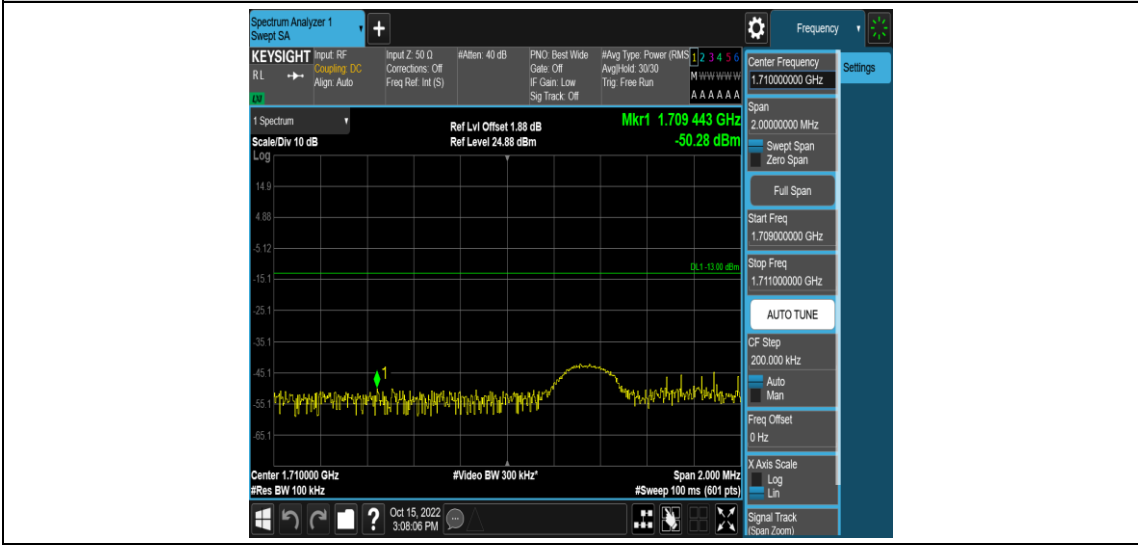 Spectrum Analyzer 1
Swept SA
+
Frequency
KEYSIGHT
RL
Input: RF
Coupling: DC
Align: Auto
Input Z: 50 Ω
Corrections: Off
Freq Ref: Int (S)
#Atten: 40 dB
PNO: Best Wide
Gate: Off
IF Gain: Low
Sig Track: Off
#Avg Type: Power (RMS
Avg|Hold: 30/30
Trig: Free Run
1 2 3 4 5 6
M W W W W W
A A A A A A
1 Spectrum
Scale/Div 10 dB
Log
Ref Lvl Offset 1.88 dB
Ref Level 24.88 dBm
Mkr1 1.709 443 GHz
-50.28 dBm
14.9
4.88
-5.12
-15.1
-25.1
-35.1
-45.1
-55.1
-65.1
DL1 -13.00 dBm
1
Center 1.710000 GHz
#Res BW 100 kHz
#Video BW 300 kHz*
Span 2.000 MHz
#Sweep 100 ms (601 pts)
Center Frequency
1.710000000 GHz
Settings
Span
2.00000000 MHz
Swept Span
Zero Span
Full Span
Start Freq
1.709000000 GHz
Stop Freq
1.711000000 GHz
AUTO TUNE
CF Step
200.000 kHz
Auto
Man
Freq Offset
0 Hz
X Axis Scale
Log
Lin
Signal Track
(Span Zoom)
?
Oct 15, 2022
3:08:06 PM